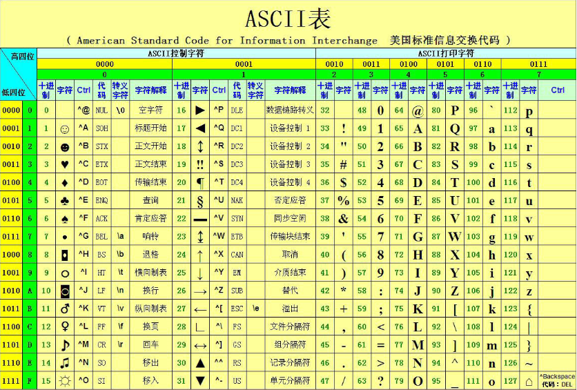 ASCII表
( American Standard Code for Information Interchange 美国标准信息交换代码 )
高四位 ASCII控制字符 ASCII打印字符
0000 0001 0010 0011 0100 0101 0110 0111
0 1 2 3 4 5 6 7
低四位 十进制 字符 Ctrl 代码 转义字符 字符解释 十进制 字符 Ctrl 代码 转义字符 字符解释 十进制 字符 十进制 字符 十进制 字符 十进制 字符 十进制 字符 十进制 字符 Ctrl
0000 0 0 ^@ NUL \0 空字符 16 ► ^P DLE 数据链路转义 32 48 0 64 @ 80 P 96 ` 112 p
0001 1 1 ☺ ^A SOH 标题开始 17 ◄ ^Q DC1 设备控制 1 33 ! 49 1 65 A 81 Q 97 a 113 q
0010 2 2 ☻ ^B STX 正文开始 18 ↕ ^R DC2 设备控制 2 34 " 50 2 66 B 82 R 98 b 114 r
0011 3 3 ♥ ^C ETX 正文结束 19 ‼ ^S DC3 设备控制 3 35 # 51 3 67 C 83 S 99 c 115 s
0100 4 4 ♦ ^D EOT 传输结束 20 ¶ ^T DC4 设备控制 4 36 $ 52 4 68 D 84 T 100 d 116 t
0101 5 5 ♣ ^E ENQ 查询 21 § ^U NAK 否定应答 37 % 53 5 69 E 85 U 101 e 117 u
0110 6 6 ♠ ^F ACK 肯定应答 22 ▬ ^V SYN 同步空闲 38 & 54 6 70 F 86 V 102 f 118 v
0111 7 7 • ^G BEL \a 响铃 23 ↨ ^W ETB 传输块结束 39 ' 55 7 71 G 87 W 103 g 119 w
1000 8 8 ◘ ^H BS \b 退格 24 ↑ ^X CAN 取消 40 ( 56 8 72 H 88 X 104 h 120 x
1001 9 9 ○ ^I HT \t 横向制表 25 ↓ ^Y EM 介质结束 41 ) 57 9 73 I 89 Y 105 i 121 y
1010 A 10 ◙ ^J LF \n 换行 26 → ^Z SUB 替代 42 * 58 : 74 J 90 Z 106 j 122 z
1011 B 11 ♂ ^K VT \v 纵向制表 27 ← ^[ ESC \e 溢出 43 + 59 ; 75 K 91 [ 107 k 123 {
1100 C 12 ♀ ^L FF \f 换页 28 ∟ ^\ FS 文件分隔符 44 , 60 < 76 L 92 \ 108 l 124 |
1101 D 13 ♪ ^M CR \r 回车 29 ↔ ^] GS 组分隔符 45 - 61 = 77 M 93 ] 109 m 125 }
1110 E 14 ♫ ^N SO 移出 30 ▲ ^^ RS 记录分隔符 46 . 62 > 78 N 94 ^ 110 n 126 ~
1111 F 15 ☼ ^O SI 移入 31 ▼ ^- US 单元分隔符 47 / 63 ? 79 O 95 _ 111 o 127 ⌂ ^Backspace 代码: DEL